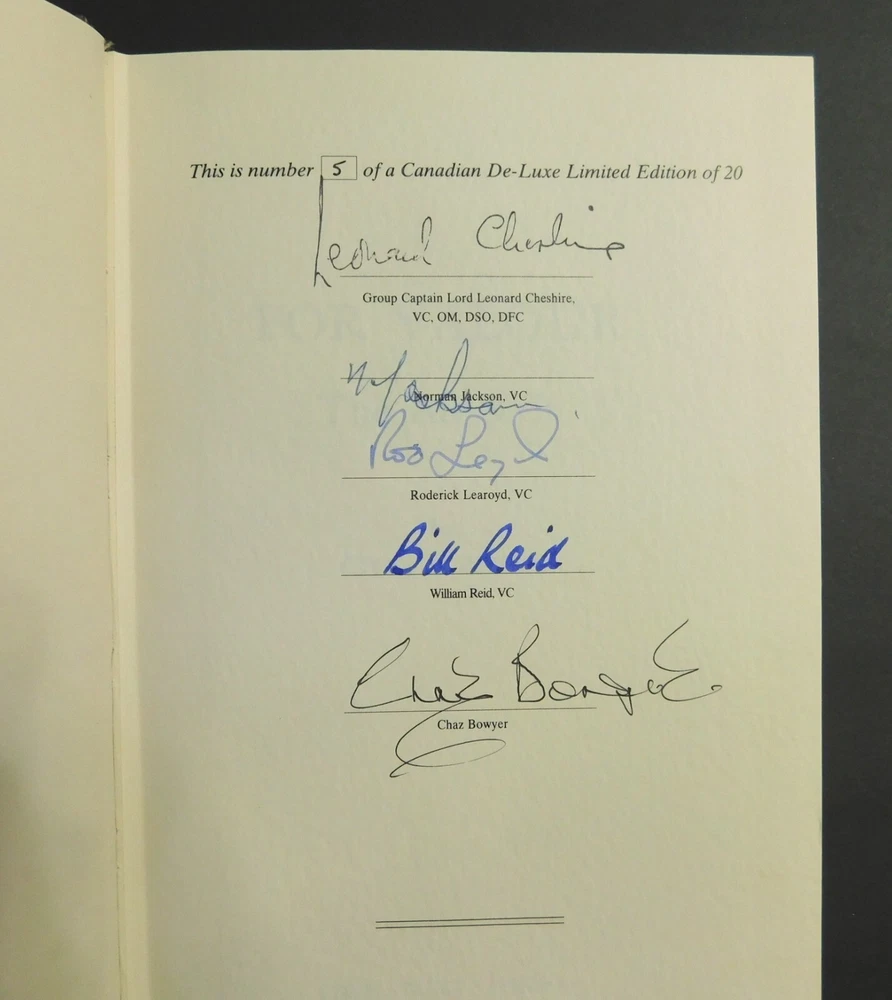 This is number 5 of a Canadian De-Luxe Limited Edition of 20
Leonard Cheshire
Group Captain Lord Leonard Cheshire,
VC, OM, DSO, DFC
N Jackson
Norman Jackson, VC
Rod Learoyd
Roderick Learoyd, VC
Bill Reid
William Reid, VC
Chaz Bowyer
Chaz Bowyer